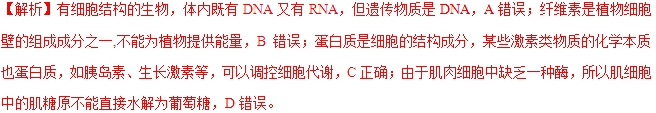 【解析】有细胞结构的生物，体内既有 DNA 又有 RNA，但遗传物质是 DNA，A 错误；纤维素是植物细胞
壁的组成成分之一,不能为植物提供能量，B 错误；蛋白质是细胞的结构成分，某些激素类物质的化学本质
也蛋白质，如胰岛素、生长激素等，可以调控细胞代谢，C 正确；由于肌肉细胞中缺乏一种酶，所以肌细胞
中的肌糖原不能直接水解为葡萄糖，D 错误。